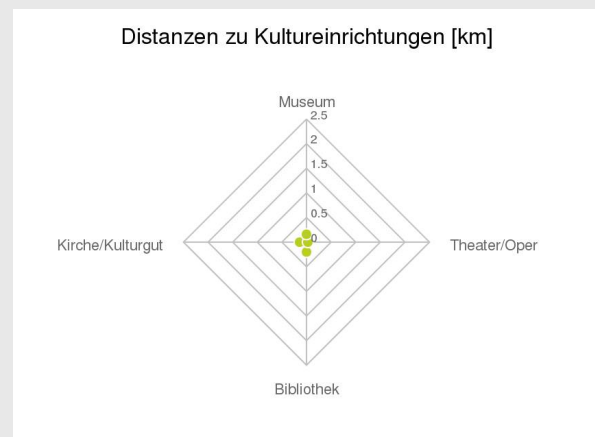 Distanzen zu Kultureinrichtungen [km]
Museum
2.5
2
1.5
1
0.5
0
Kirche/Kulturgut
Theater/Oper
Bibliothek